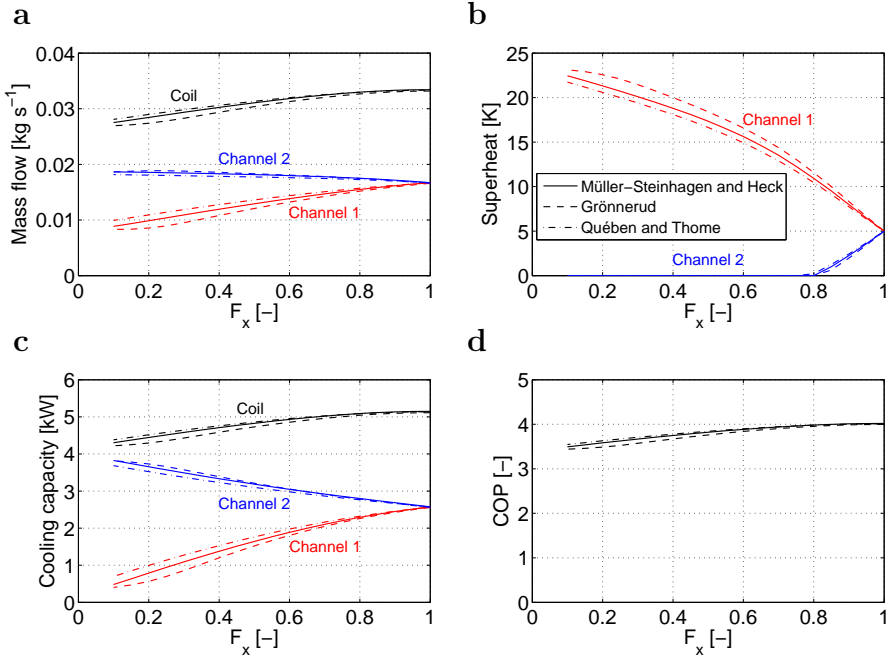 a
0.04
0.03
0.02
0.01
0
0
0.2
0.4
0.6
0.8
1
Mass flow [kg s⁻¹]
F_x [−]
Coil
Channel 2
Channel 1
b
25
20
15
10
5
0
0
0.2
0.4
0.6
0.8
1
Superheat [K]
F_x [−]
Channel 1
Müller−Steinhagen and Heck
Grönnerud
Quében and Thome
Channel 2
c
6
5
4
3
2
1
0
0
0.2
0.4
0.6
0.8
1
Cooling capacity [kW]
F_x [−]
Coil
Channel 2
Channel 1
d
5
4
3
2
1
0
0
0.2
0.4
0.6
0.8
1
COP [−]
F_x [−]